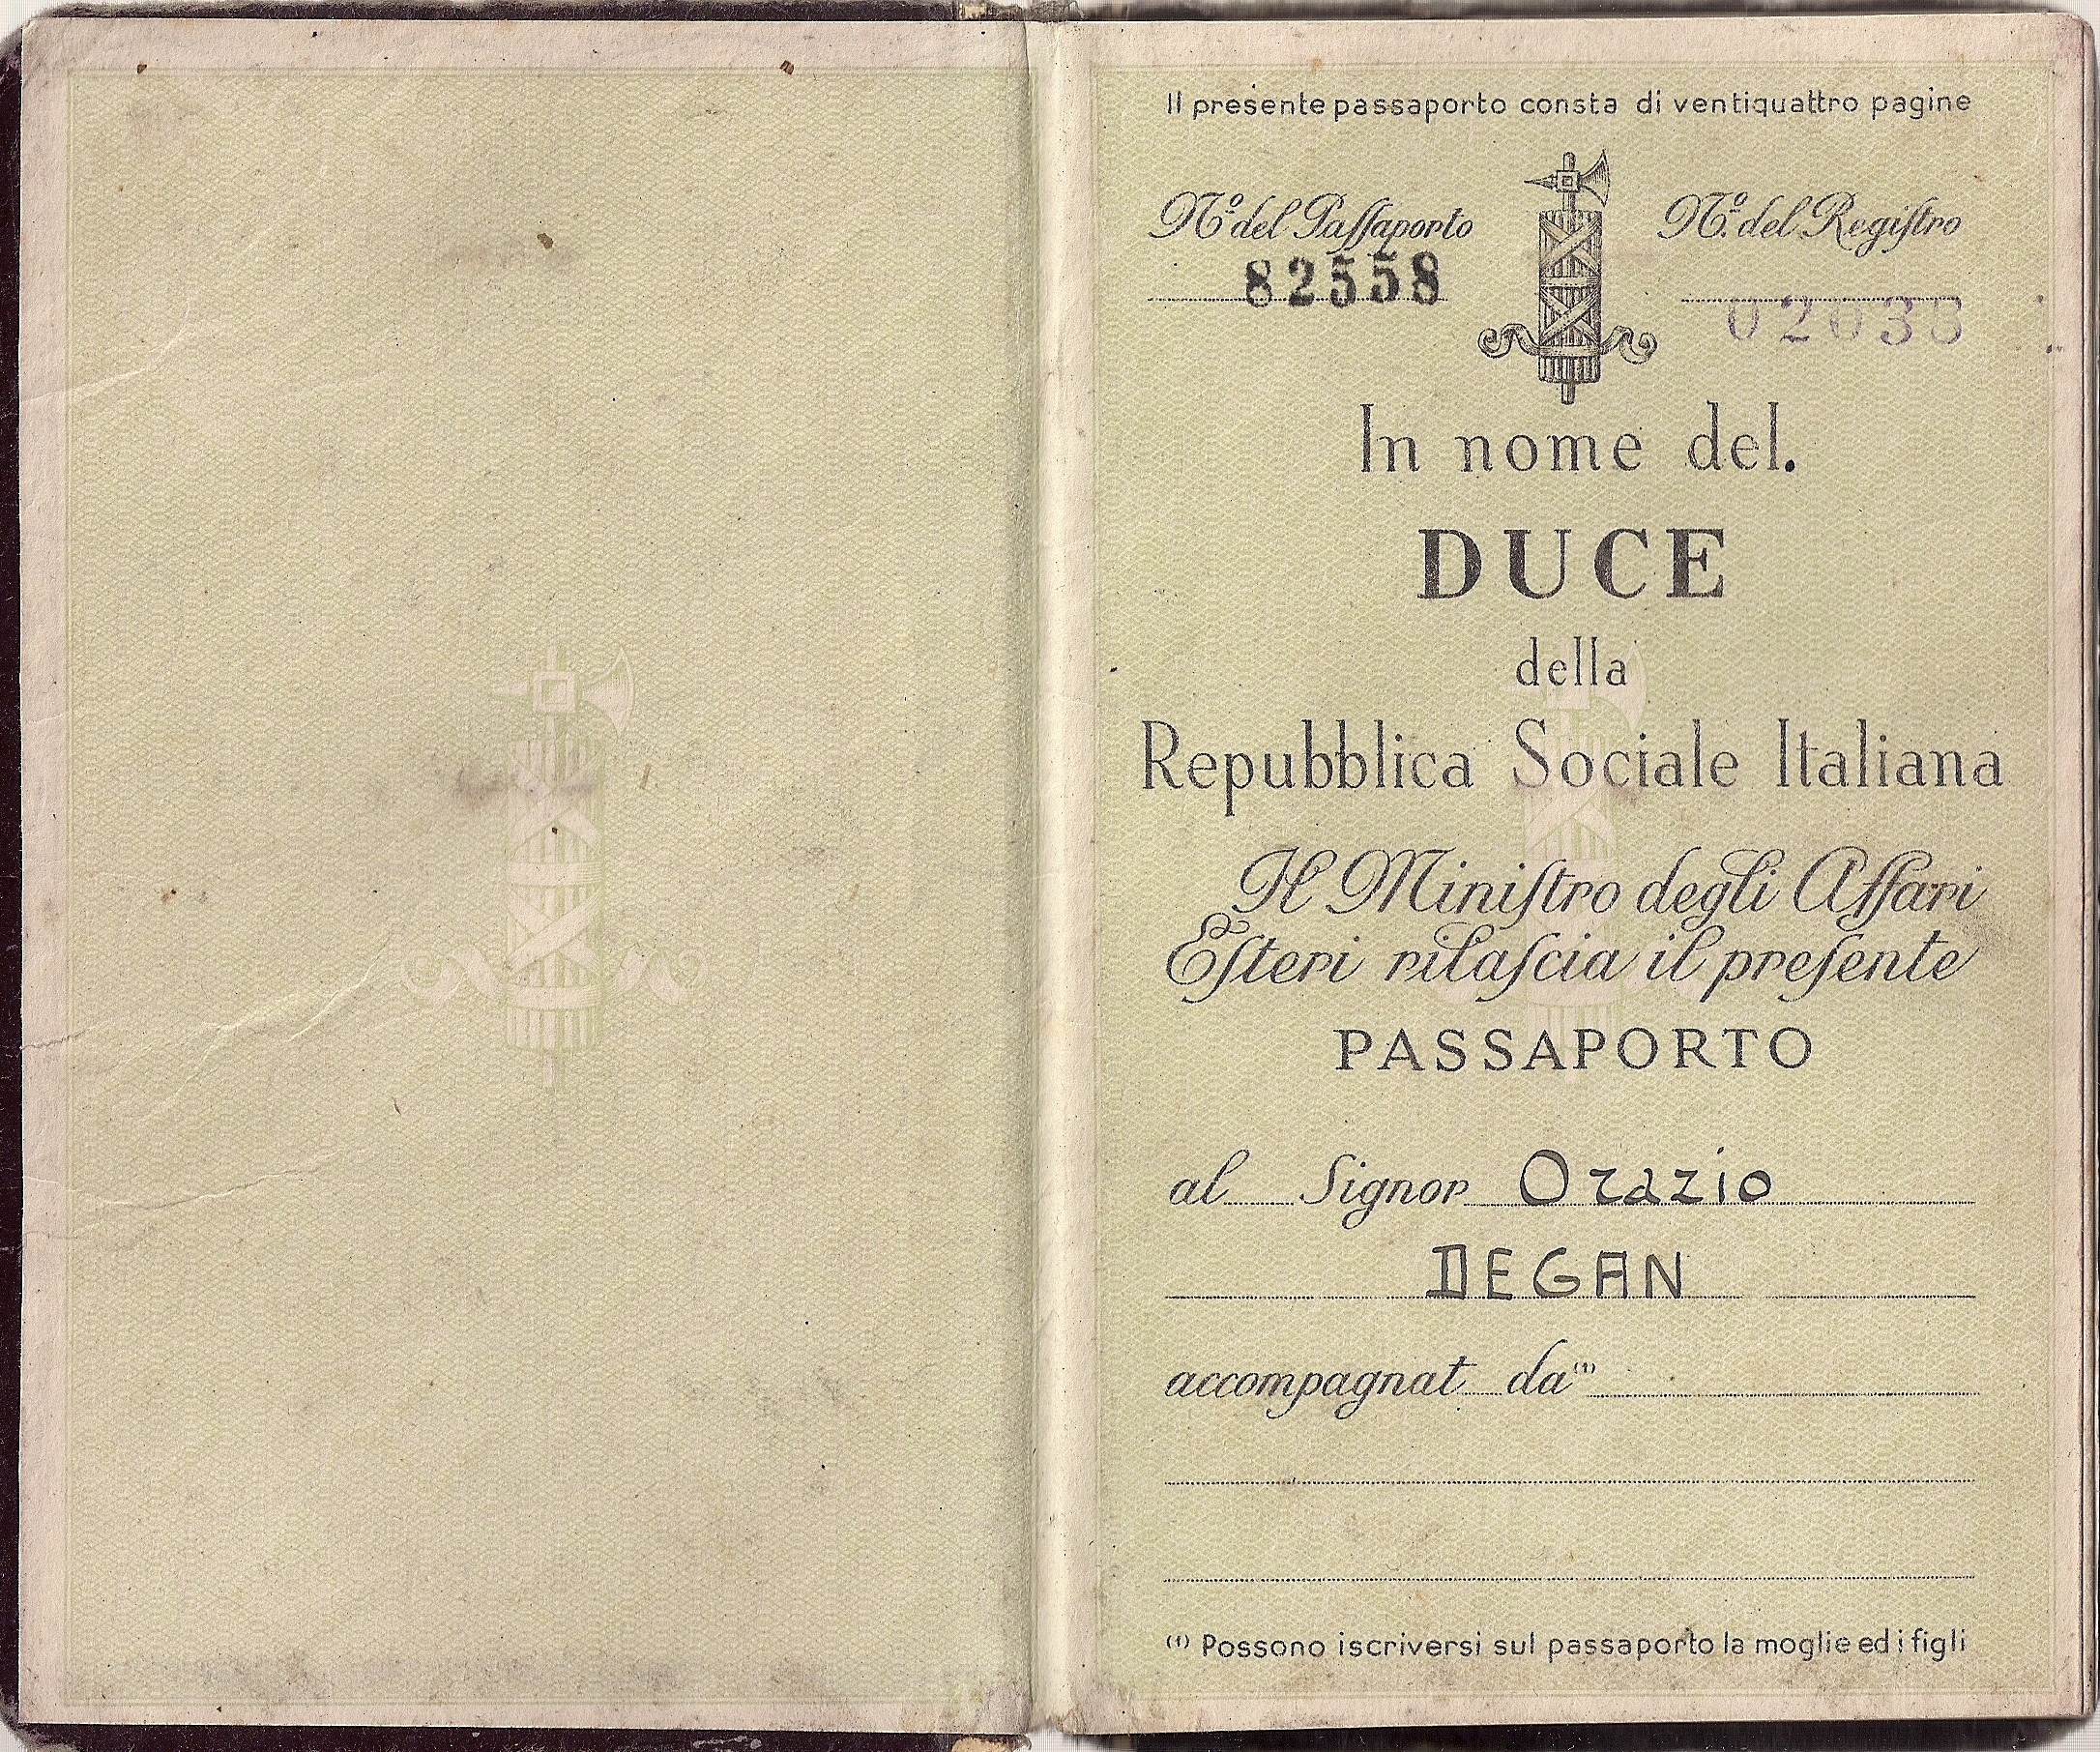 Il presente passaporto consta di ventiquattro pagine
N.º del Paſſaporto
N.º del Regiſtro
82558
In nome del.
DUCE
della
Repubblica Sociale Italiana
Il Miniſtro degli Affari
Eſteri rilaſcia il preſente
PASSAPORTO
al Signor Orazio
DEGAN
accompagnat da (1)
(1) Possono iscriversi sul passaporto la moglie ed i figli